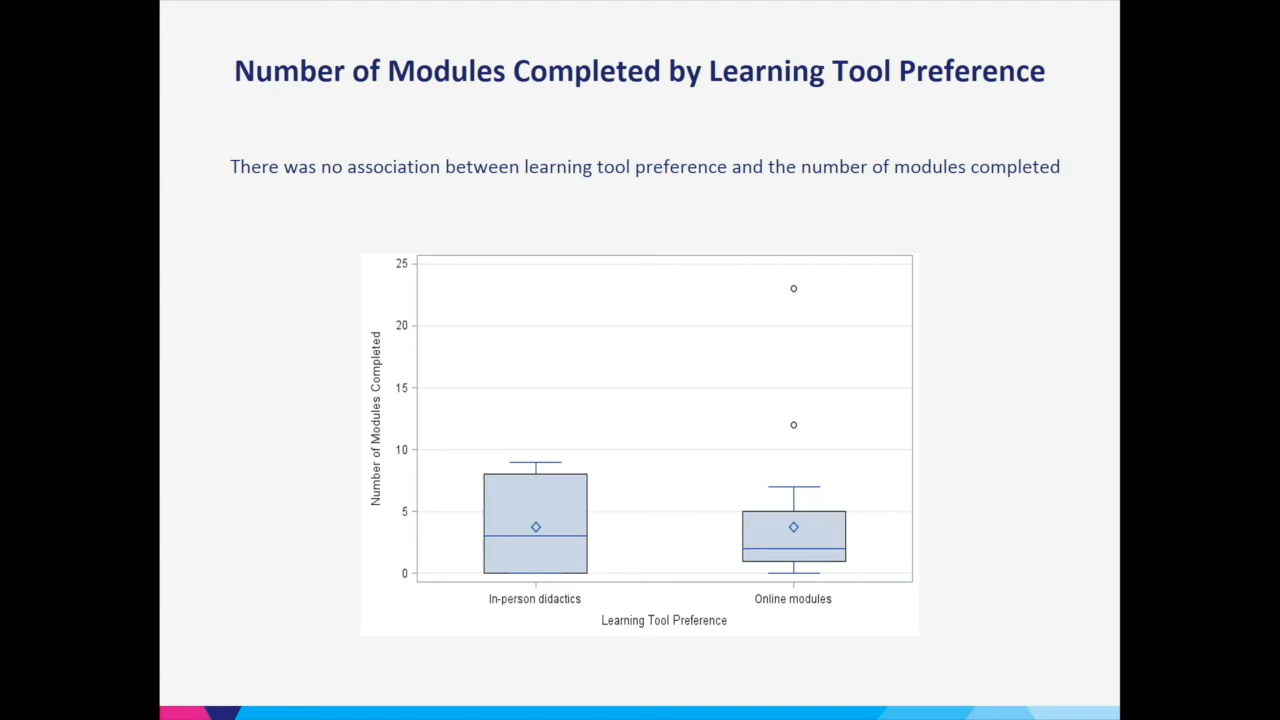 Number of Modules Completed by Learning Tool Preference
There was no association between learning tool preference and the number of modules completed
25
20
15
10
5
0
Number of Modules Completed
In-person didactics
Online modules
Learning Tool Preference